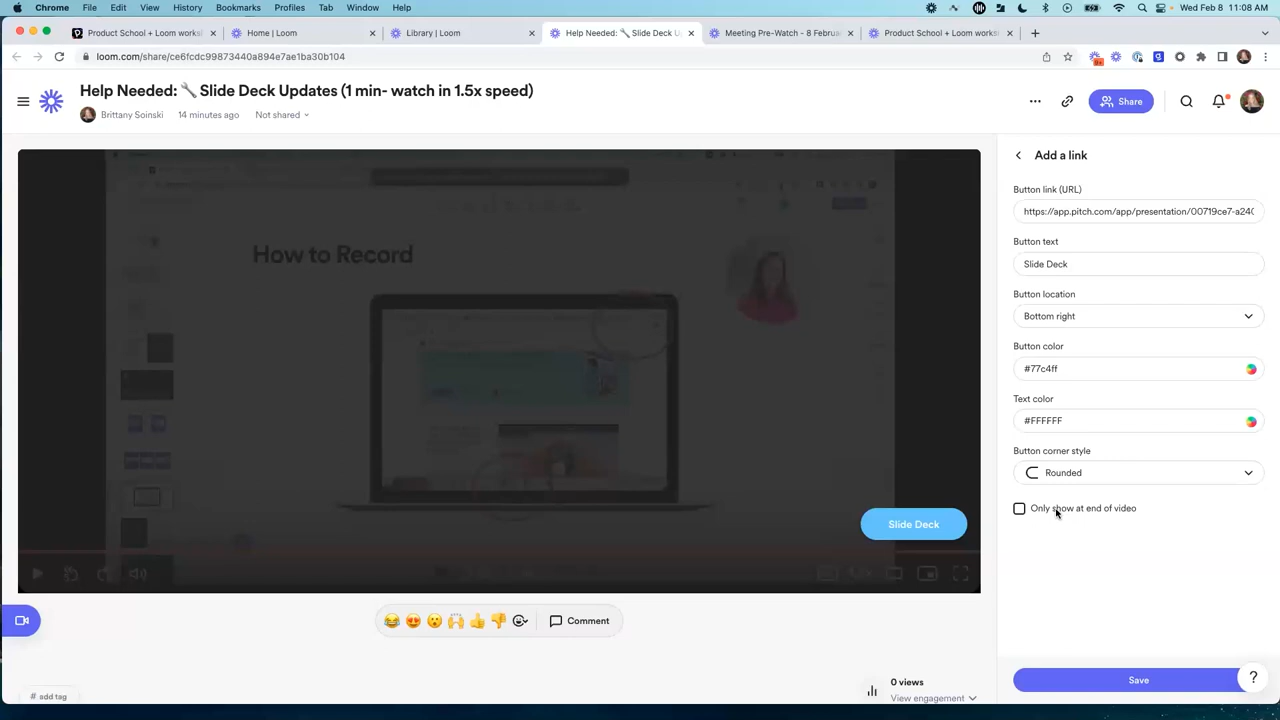 Chrome File Edit View History Bookmarks Profiles Tab Window Help Wed Feb 8 11:08 AM
Product School + Loom works Home | Loom Library | Loom Help Needed: 🔧 Slide Deck U Meeting Pre-Watch - 8 Februa Product School + Loom works
loom.com/share/ce6fcdc99873440a894e7ae1ba30b104
Help Needed: 🔧 Slide Deck Updates (1 min- watch in 1.5x speed)
Brittany Soinski 14 minutes ago Not shared
Share
How to Record
Slide Deck
Comment
# add tag
0 views
View engagement
Add a link
Button link (URL)
https://app.pitch.com/app/presentation/00719ce7-a240
Button text
Slide Deck
Button location
Bottom right
Button color
#77c4ff
Text color
#FFFFFF
Button corner style
Rounded
Only show at end of video
Save
?